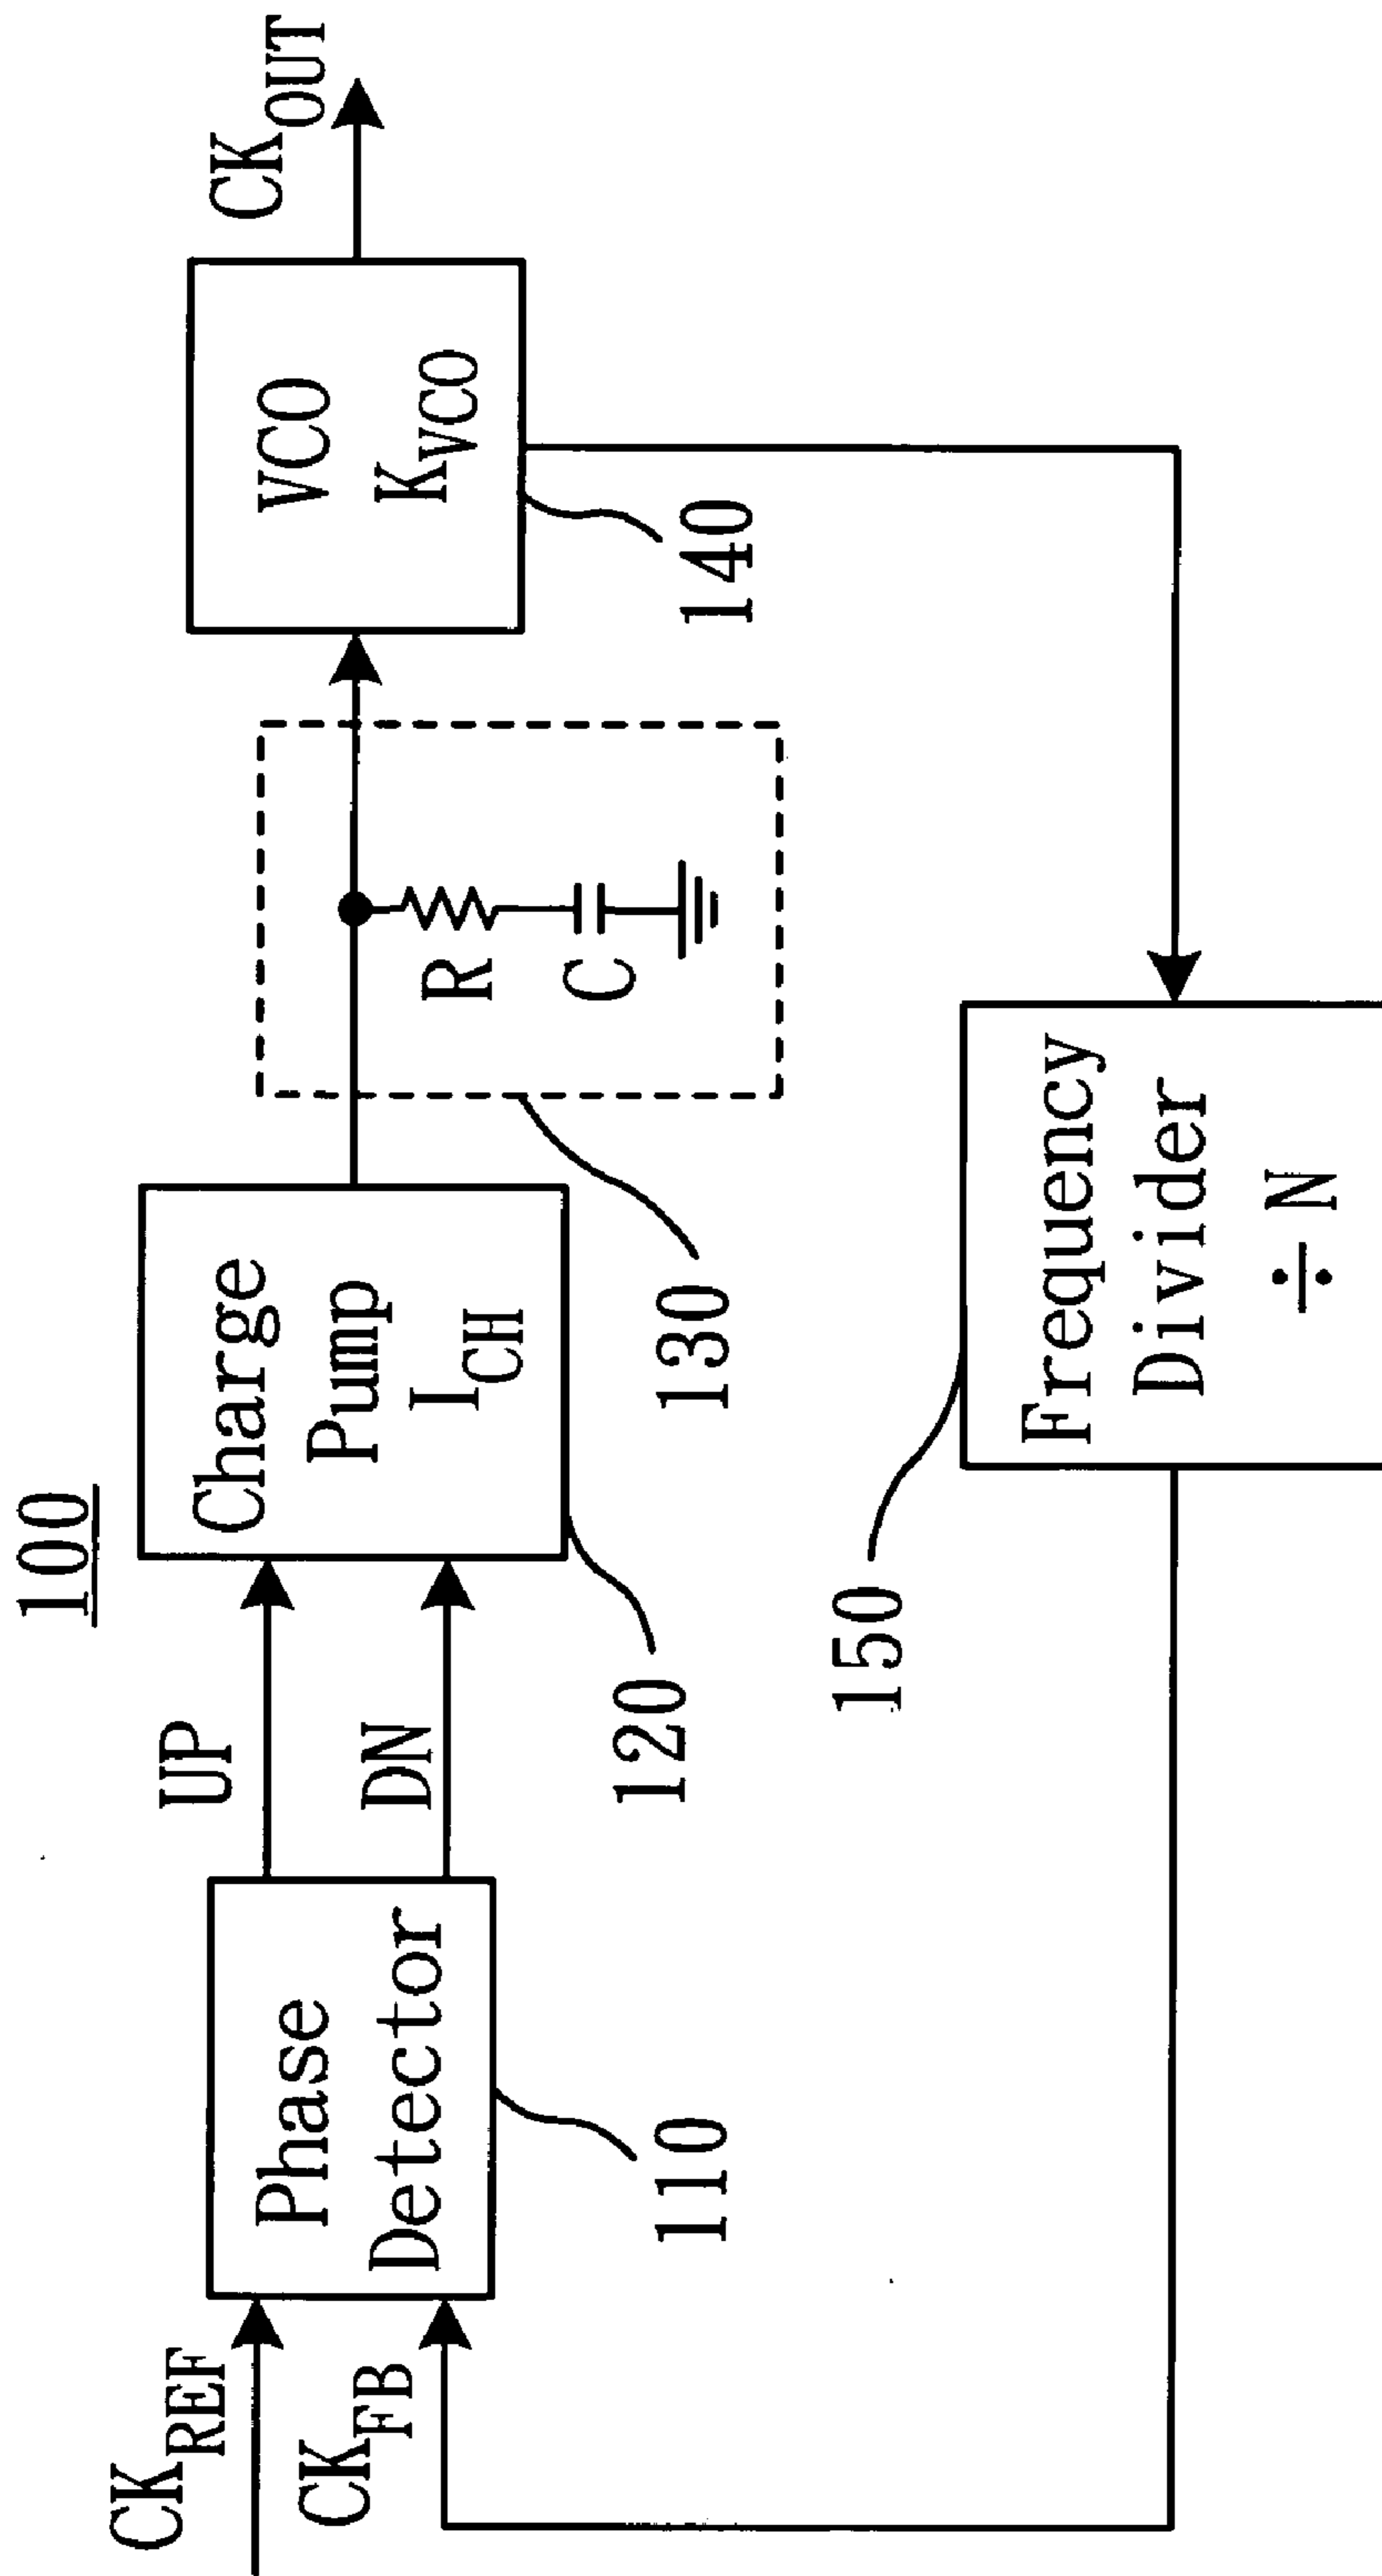 100
CK_REF
CK_FB
Phase
Detector
110
UP
DN
Charge
Pump
I_CH
120
R
C
130
VCO
K_VCO
140
CK_OUT
Frequency
Divider
÷ N
150